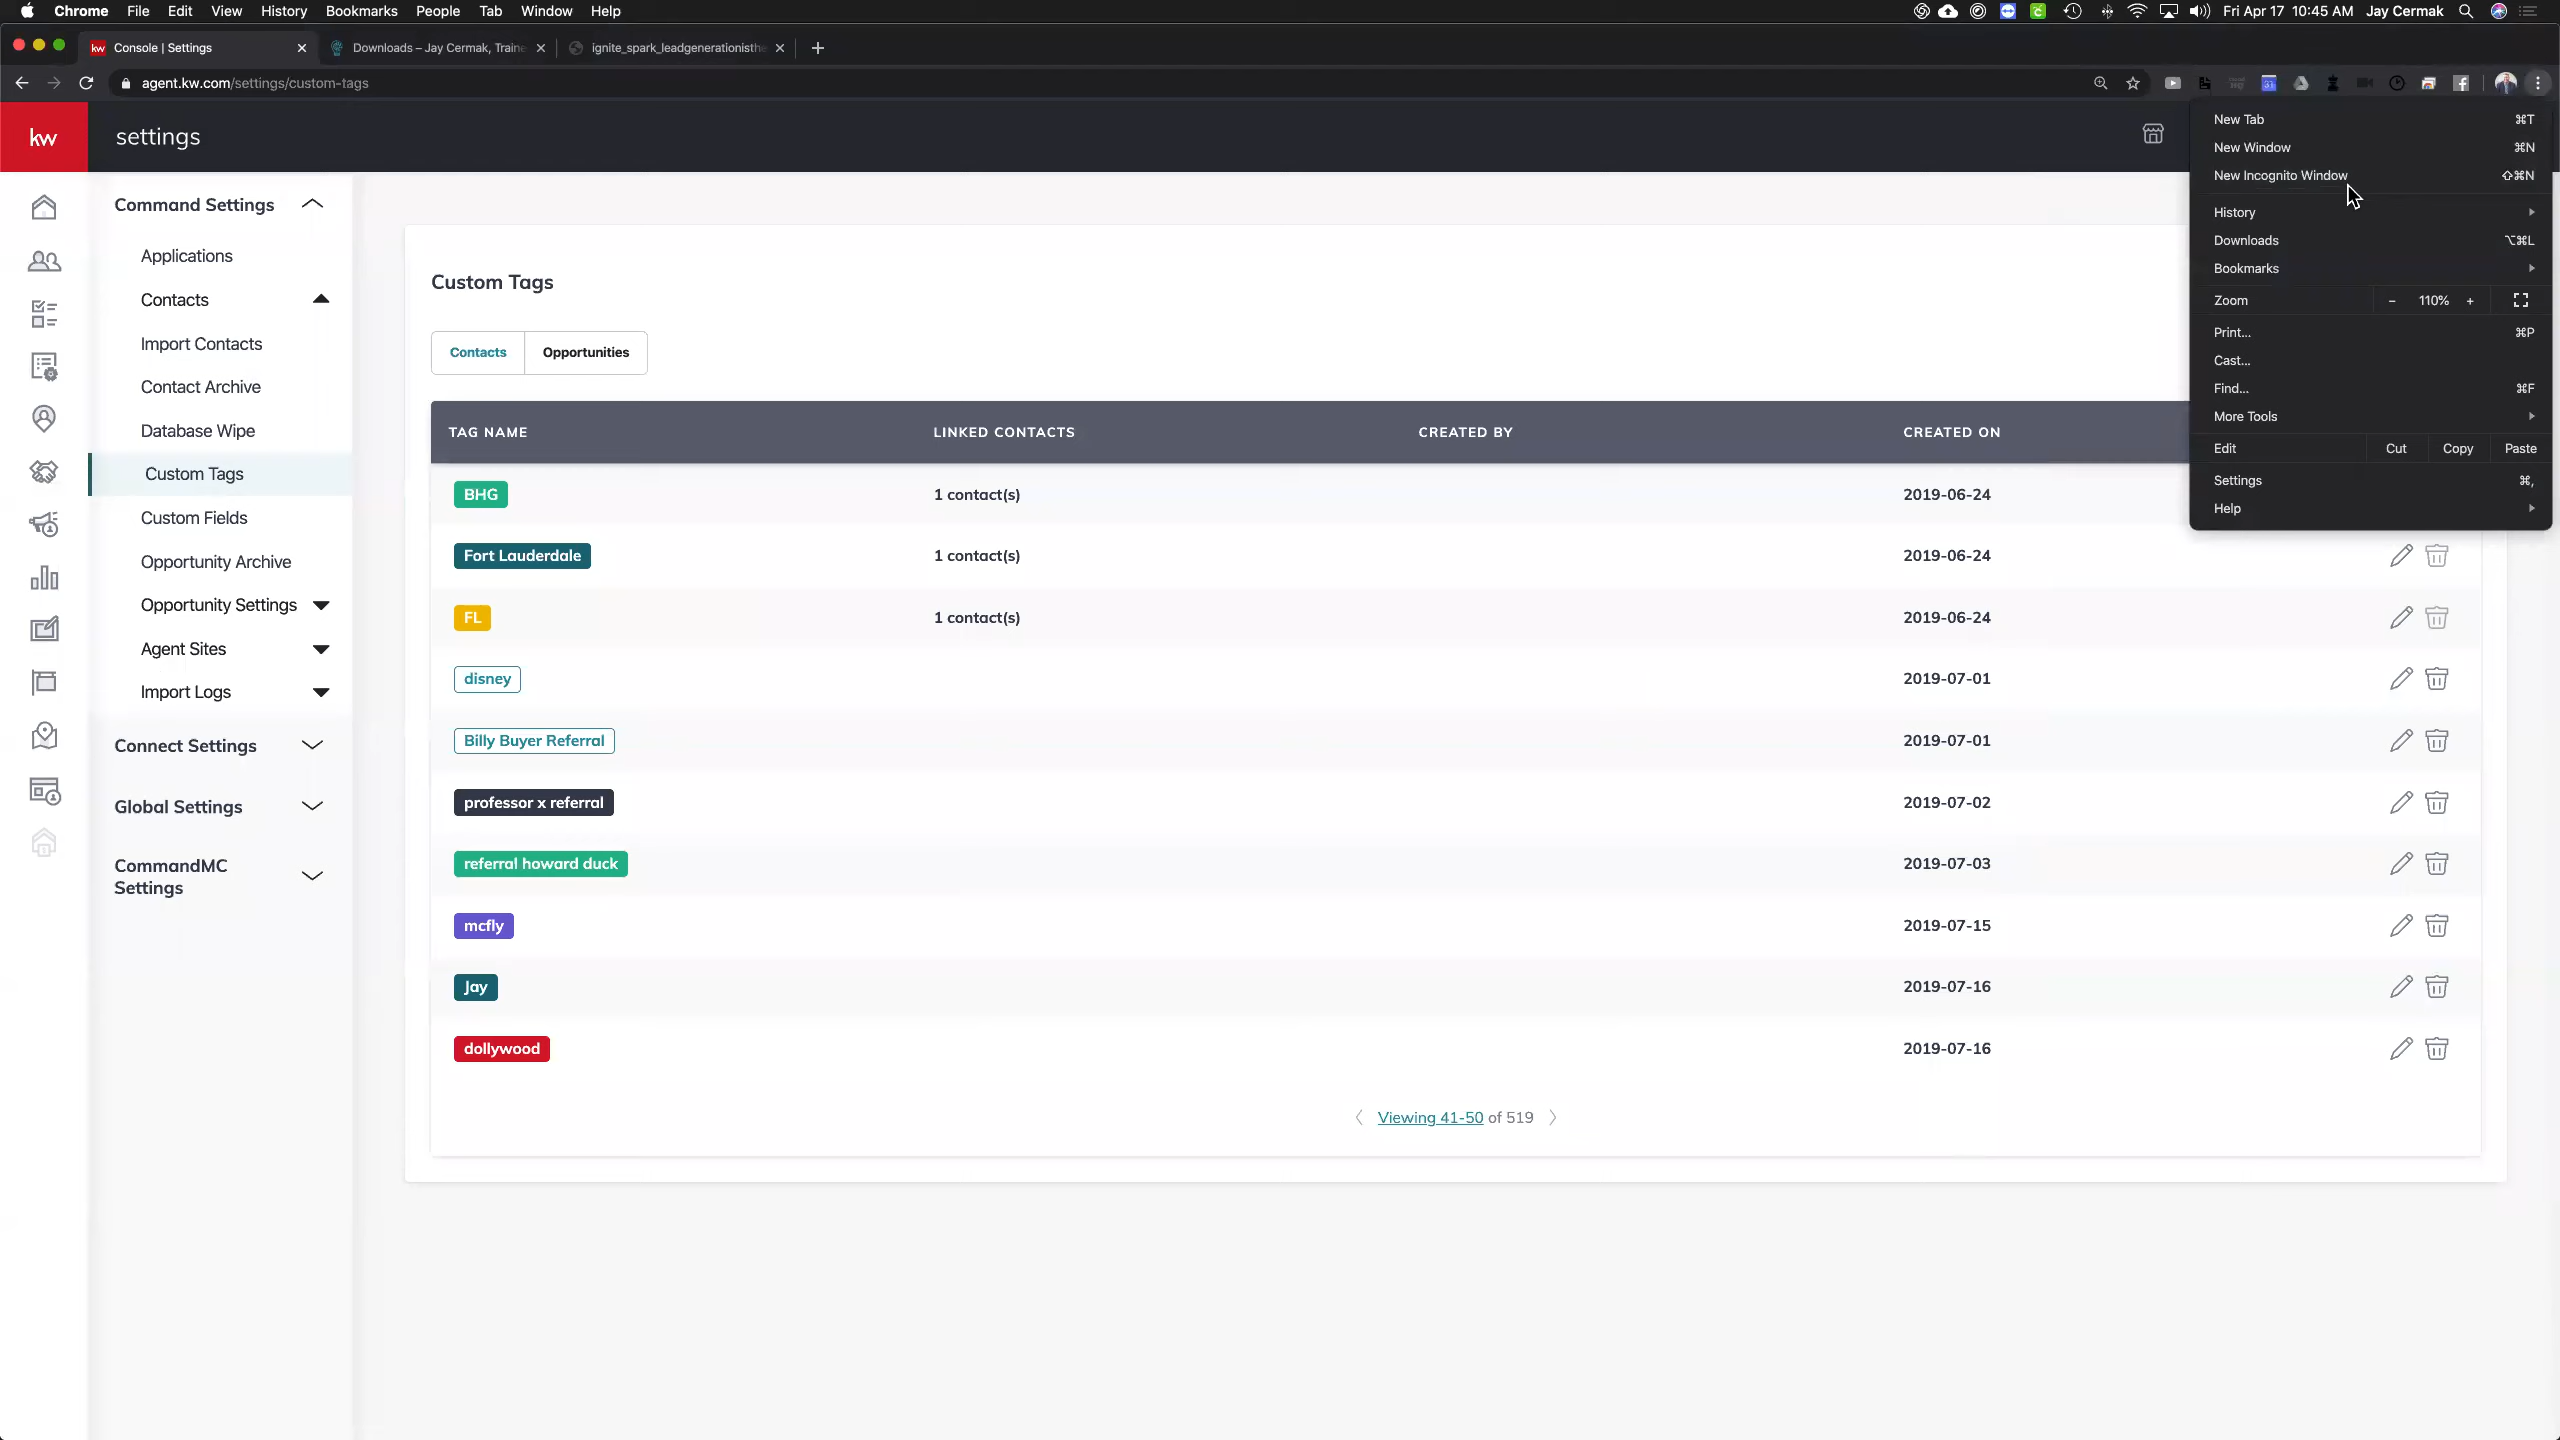 Chrome File Edit View History Bookmarks People Tab Window Help
Fri Apr 17 10:45 AM Jay Cermak
kw Console | Settings
Downloads – Jay Cermak, Traine
ignite_spark_leadgenerationisthe
agent.kw.com/settings/custom-tags
kw
settings
Command Settings
Applications
Contacts
Import Contacts
Contact Archive
Database Wipe
Custom Tags
Custom Fields
Opportunity Archive
Opportunity Settings
Agent Sites
Import Logs
Connect Settings
Global Settings
CommandMC
Settings
Custom Tags
Contacts Opportunities
TAG NAME LINKED CONTACTS CREATED BY CREATED ON
BHG 1 contact(s) 2019-06-24
Fort Lauderdale 1 contact(s) 2019-06-24
FL 1 contact(s) 2019-06-24
disney 2019-07-01
Billy Buyer Referral 2019-07-01
professor x referral 2019-07-02
referral howard duck 2019-07-03
mcfly 2019-07-15
Jay 2019-07-16
dollywood 2019-07-16
Viewing 41-50 of 519
New Tab ⌘T
New Window ⌘N
New Incognito Window ⇧⌘N
History
Downloads ⌥⌘L
Bookmarks
Zoom - 110% +
Print... ⌘P
Cast...
Find... ⌘F
More Tools
Edit Cut Copy Paste
Settings ⌘,
Help